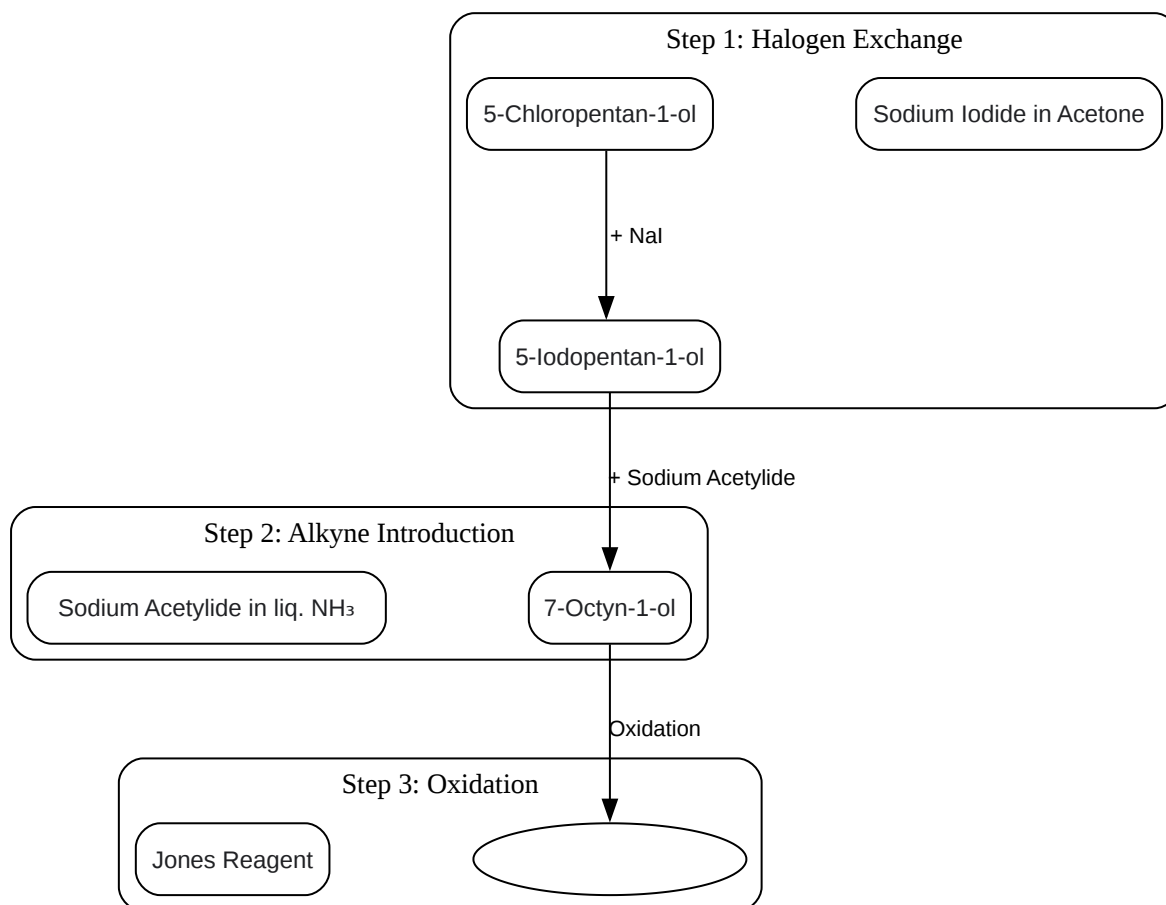 Step 1: Halogen Exchange
5-Chloropentan-1-ol
Sodium Iodide in Acetone
+ NaI
5-Iodopentan-1-ol
+ Sodium Acetylide
Step 2: Alkyne Introduction
Sodium Acetylide in liq. NH₃
7-Octyn-1-ol
Oxidation
Step 3: Oxidation
Jones Reagent